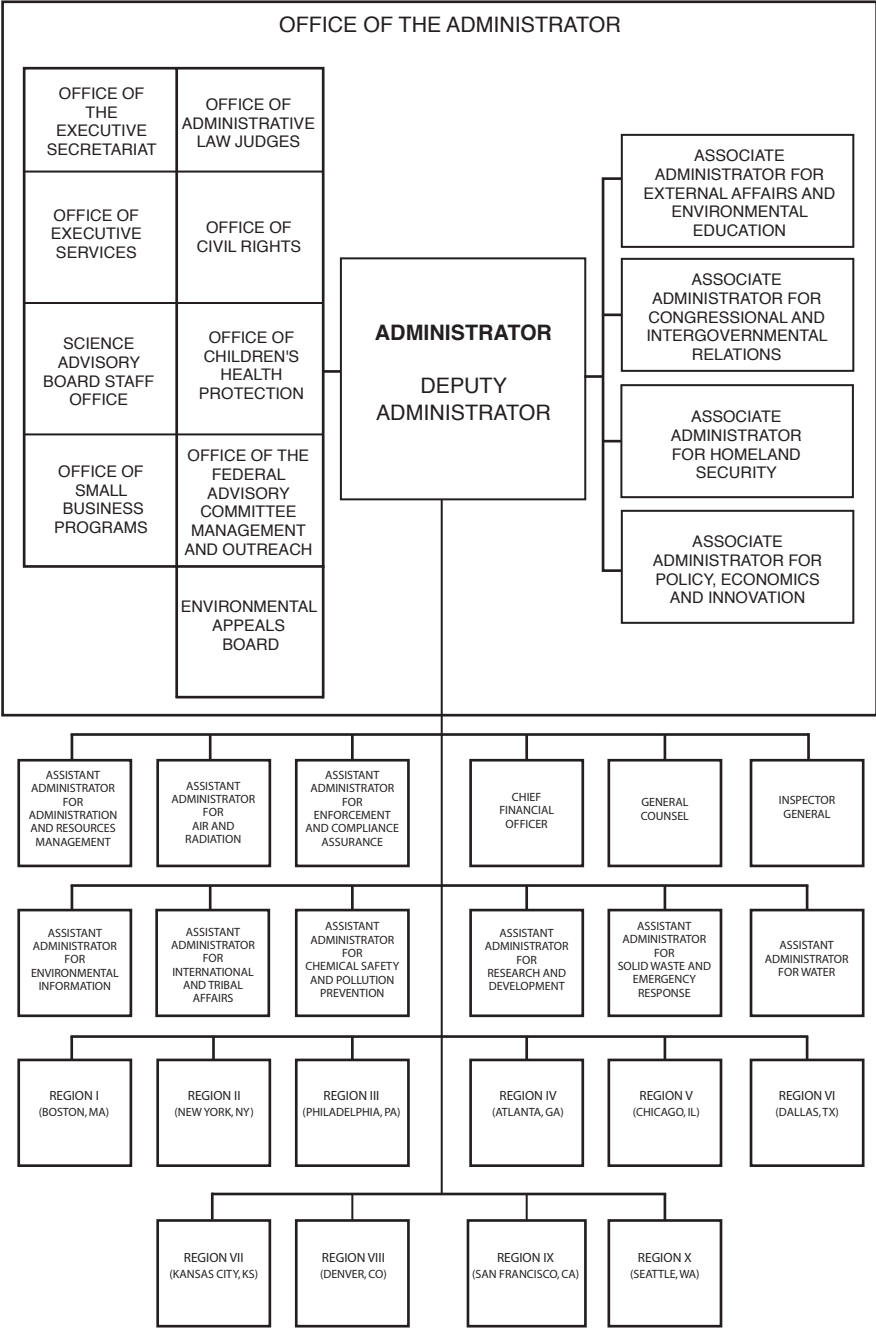 OFFICE OF THE ADMINISTRATOR
OFFICE OF
THE
EXECUTIVE
SECRETARIAT
OFFICE OF
ADMINISTRATIVE
LAW JUDGES
OFFICE OF
EXECUTIVE
SERVICES
OFFICE OF
CIVIL RIGHTS
SCIENCE
ADVISORY
BOARD STAFF
OFFICE
OFFICE OF
CHILDREN'S
HEALTH
PROTECTION
OFFICE OF
SMALL
BUSINESS
PROGRAMS
OFFICE OF THE
FEDERAL
ADVISORY
COMMITTEE
MANAGEMENT
AND OUTREACH
ENVIRONMENTAL
APPEALS
BOARD
ADMINISTRATOR
DEPUTY
ADMINISTRATOR
ASSOCIATE
ADMINISTRATOR FOR
EXTERNAL AFFAIRS AND
ENVIRONMENTAL
EDUCATION
ASSOCIATE
ADMINISTRATOR FOR
CONGRESSIONAL AND
INTERGOVERNMENTAL
RELATIONS
ASSOCIATE
ADMINISTRATOR
FOR HOMELAND
SECURITY
ASSOCIATE
ADMINISTRATOR FOR
POLICY, ECONOMICS
AND INNOVATION
ASSISTANT
ADMINISTRATOR
FOR
ADMINISTRATION
AND RESOURCES
MANAGEMENT
ASSISTANT
ADMINISTRATOR
FOR
AIR AND
RADIATION
ASSISTANT
ADMINISTRATOR
FOR
ENFORCEMENT
AND COMPLIANCE
ASSURANCE
CHIEF
FINANCIAL
OFFICER
GENERAL
COUNSEL
INSPECTOR
GENERAL
ASSISTANT
ADMINISTRATOR
FOR
ENVIRONMENTAL
INFORMATION
ASSISTANT
ADMINISTRATOR
FOR
INTERNATIONAL
AND TRIBAL
AFFAIRS
ASSISTANT
ADMINISTRATOR
FOR
CHEMICAL SAFETY
AND POLLUTION
PREVENTION
ASSISTANT
ADMINISTRATOR
FOR
RESEARCH AND
DEVELOPMENT
ASSISTANT
ADMINISTRATOR
FOR
SOLID WASTE AND
EMERGENCY
RESPONSE
ASSISTANT
ADMINISTRATOR
FOR WATER
REGION I
(BOSTON, MA)
REGION II
(NEW YORK, NY)
REGION III
(PHILADELPHIA, PA)
REGION IV
(ATLANTA, GA)
REGION V
(CHICAGO, IL)
REGION VI
(DALLAS, TX)
REGION VII
(KANSAS CITY, KS)
REGION VIII
(DENVER, CO)
REGION IX
(SAN FRANCISCO, CA)
REGION X
(SEATTLE, WA)